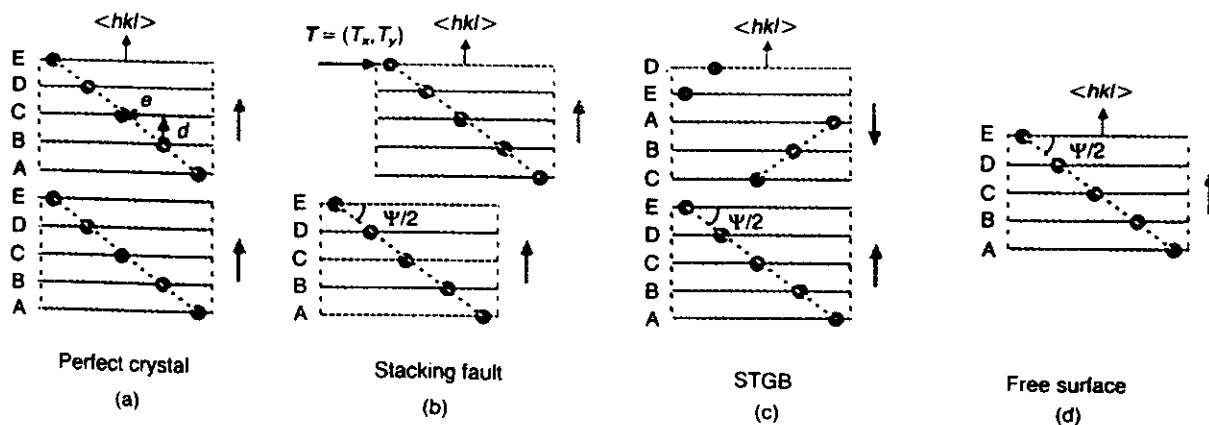 <hkl>
E
D
C
B
A
e
d
E
D
C
B
A
Perfect crystal
(a)
T = (Tx, Ty)
<hkl>
E
D
C
B
A
Ψ/2
Stacking fault
(b)
<hkl>
D
E
A
B
C
E
D
C
B
A
Ψ/2
STGB
(c)
<hkl>
E
D
C
B
A
Ψ/2
Free surface
(d)